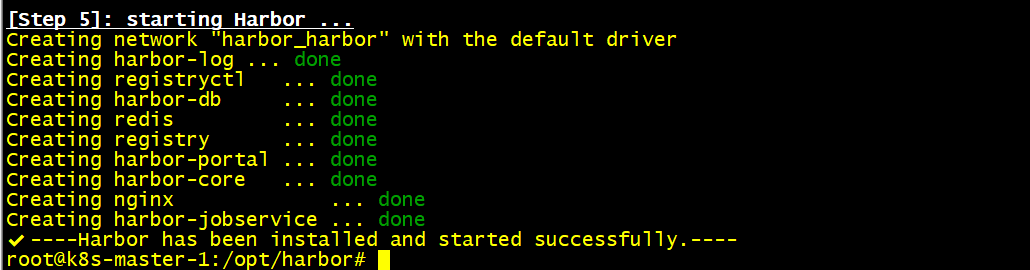 [Step 5]: starting Harbor ...
Creating network "harbor_harbor" with the default driver
Creating harbor-log ... done
Creating registryctl   ... done
Creating harbor-db     ... done
Creating redis         ... done
Creating registry      ... done
Creating harbor-portal ... done
Creating harbor-core   ... done
Creating nginx             ... done
Creating harbor-jobservice ... done
✔ ----Harbor has been installed and started successfully.----
root@k8s-master-1:/opt/harbor#